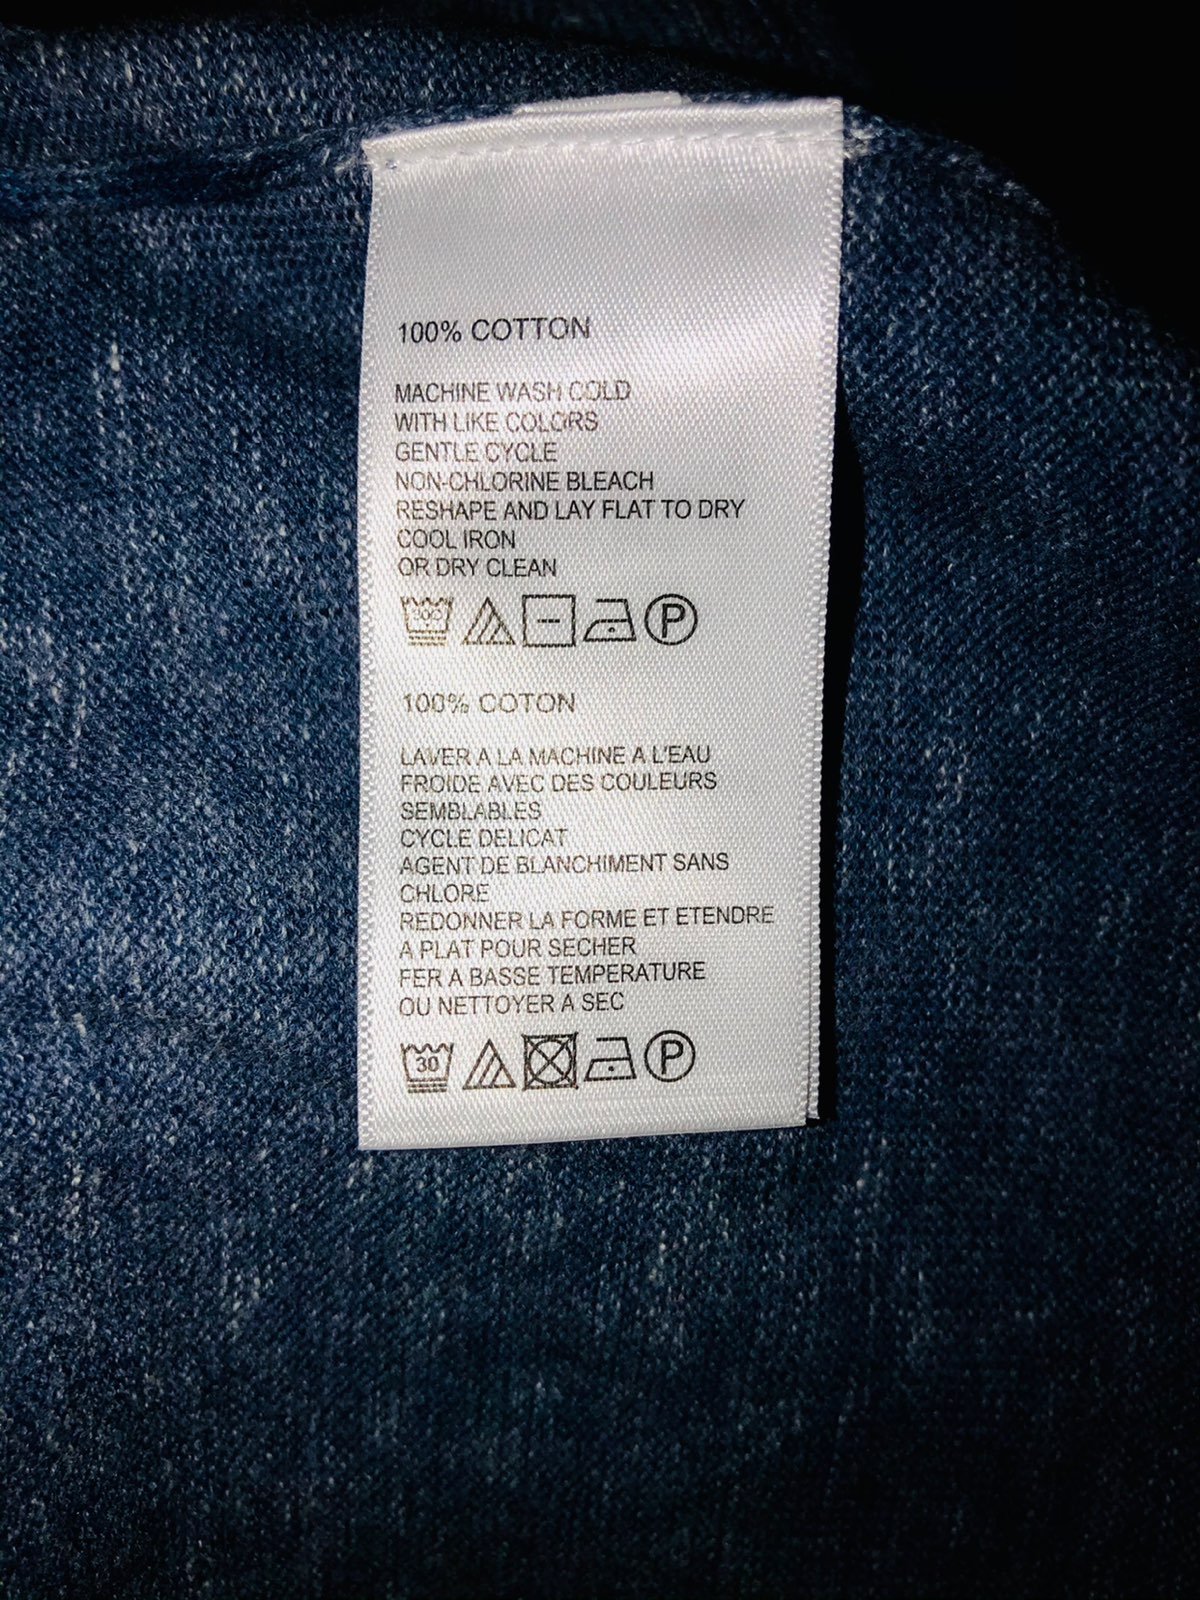 100% COTTON
MACHINE WASH COLD
WITH LIKE COLORS
GENTLE CYCLE
NON-CHLORINE BLEACH
RESHAPE AND LAY FLAT TO DRY
COOL IRON
OR DRY CLEAN
P
100% COTON
LAVER A LA MACHINE A L'EAU
FROIDE AVEC DES COULEURS
SEMBLABLES
CYCLE DELICAT
AGENT DE BLANCHIMENT SANS
CHLORE
REDONNER LA FORME ET ETENDRE
A PLAT POUR SECHER
FER A BASSE TEMPERATURE
OU NETTOYER A SEC
30 P